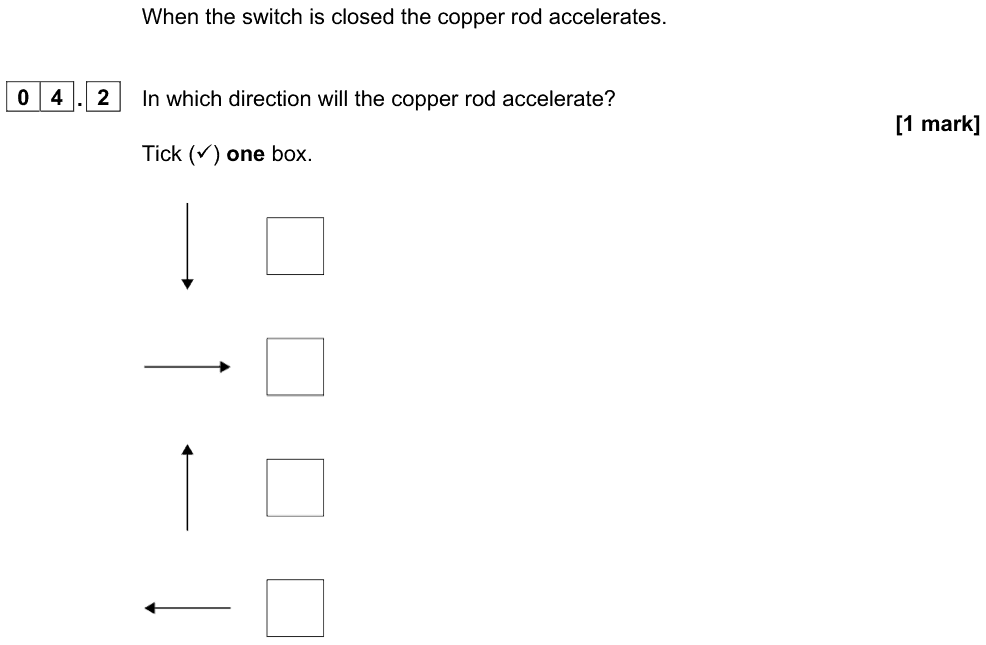 When the switch is closed the copper rod accelerates.
0 4 . 2 In which direction will the copper rod accelerate?
[1 mark]
Tick (✓) one box.